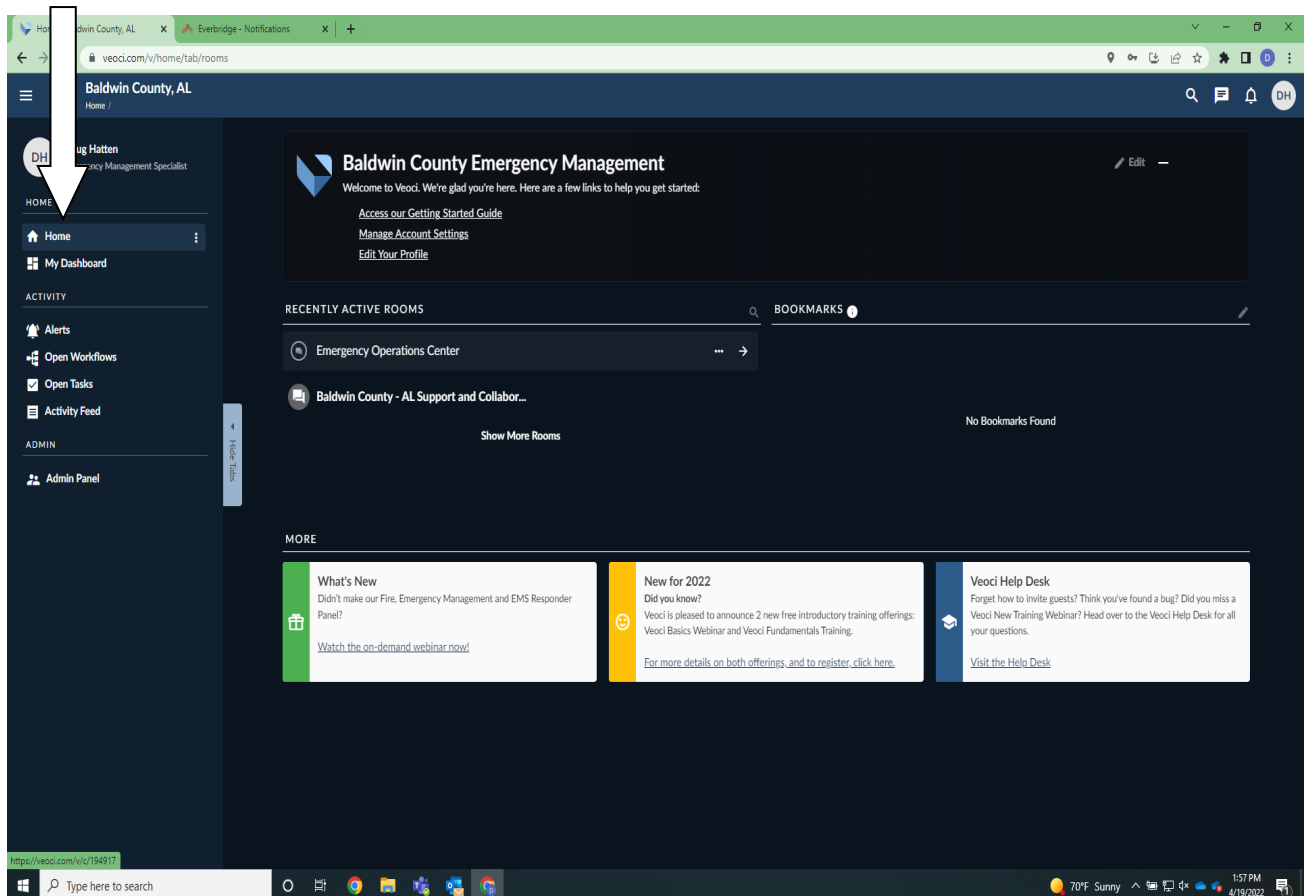 Baldwin County, AL
Everbridge - Notifications
veoci.com/v/home/tab/rooms
Baldwin County, AL
Home /
DH
DH
Hatten
Management Specialist
HOME
Home
My Dashboard
ACTIVITY
Alerts
Open Workflows
Open Tasks
Activity Feed
ADMIN
Admin Panel
Hide Tabs
Baldwin County Emergency Management
Edit
Welcome to Veoci. We're glad you're here. Here are a few links to help you get started:
Access our Getting Started Guide
Manage Account Settings
Edit Your Profile
RECENTLY ACTIVE ROOMS
Emergency Operations Center
Baldwin County - AL Support and Collabor...
Show More Rooms
BOOKMARKS
No Bookmarks Found
MORE
What's New
Didn't make our Fire, Emergency Management and EMS Responder
Panel?
Watch the on-demand webinar now!
New for 2022
Did you know?
Veoci is pleased to announce 2 new free introductory training offerings:
Veoci Basics Webinar and Veoci Fundamentals Training.
For more details on both offerings, and to register, click here.
Veoci Help Desk
Forget how to invite guests? Think you've found a bug? Did you miss a
Veoci New Training Webinar? Head over to the Veoci Help Desk for all
your questions.
Visit the Help Desk
https://veoci.com/v/c/194917
Type here to search
70°F Sunny
1:57 PM
4/19/2022